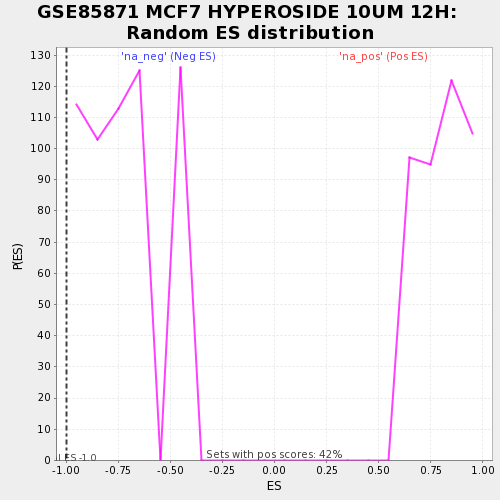 GSE85871 MCF7 HYPEROSIDE 10UM 12H:
Random ES distribution
'na_neg' (Neg ES) 'na_pos' (Pos ES)
130
120
110
100
90
80
70
60
50
40
30
20
10
0
P(ES)
ES -1.0
Sets with pos scores: 42%
-1.00 -0.75 -0.50 -0.25 0.00 0.25 0.50 0.75 1.00
ES